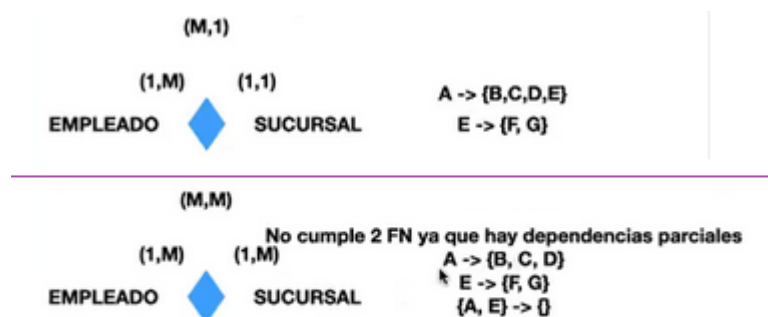 (M,1)
(1,M) (1,1)
A -> {B,C,D,E}
EMPLEADO SUCURSAL E -> {F, G}
(M,M)
No cumple 2 FN ya que hay dependencias parciales
(1,M) (1,M) A -> {B, C, D}
E -> {F, G}
EMPLEADO SUCURSAL {A, E} -> {}